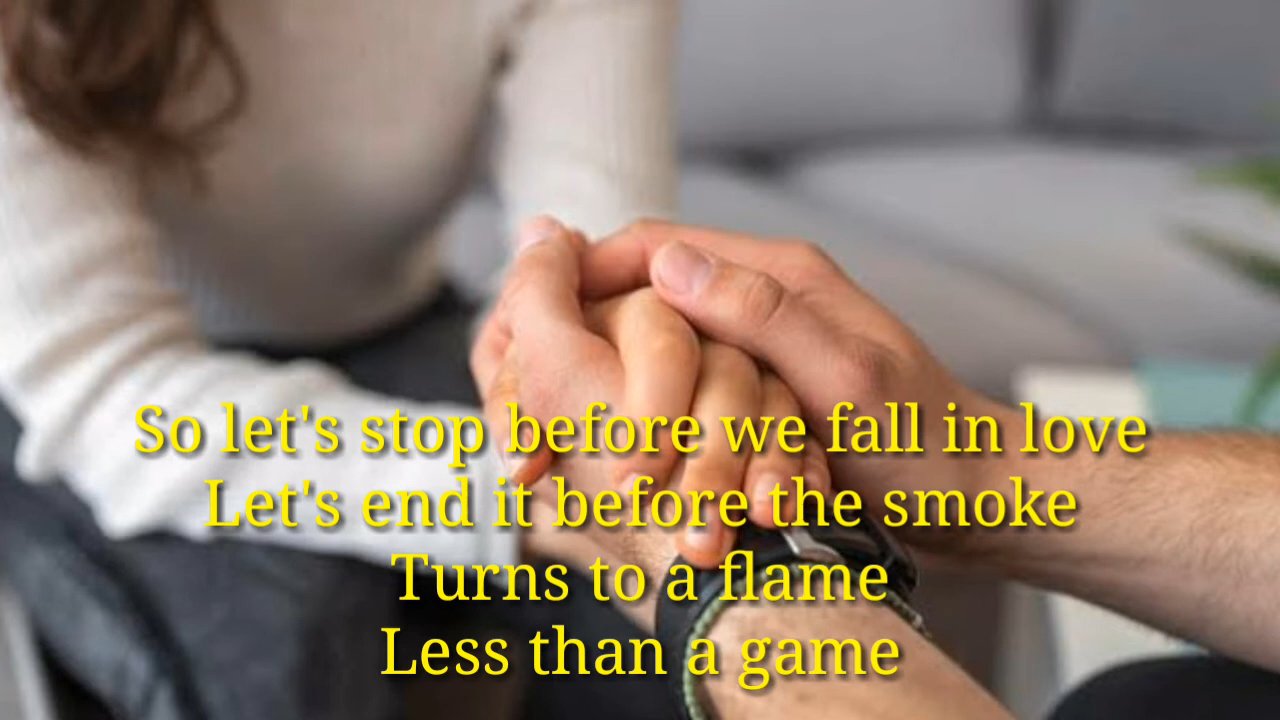 So let's stop before we fall in love
Let's end it before the smoke
Turns to a flame
Less than a game